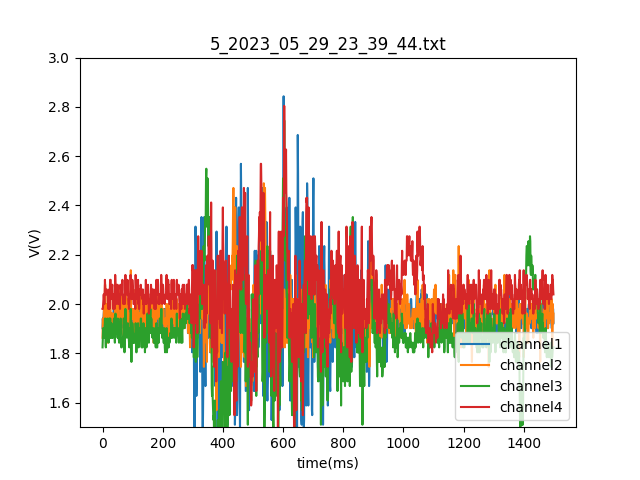 5_2023_05_29_23_39_44.txt
3.0
2.8
2.6
2.4
2.2
2.0
1.8
1.6
V(V)
channel1
channel2
channel3
channel4
0 200 400 600 800 1000 1200 1400
time(ms)